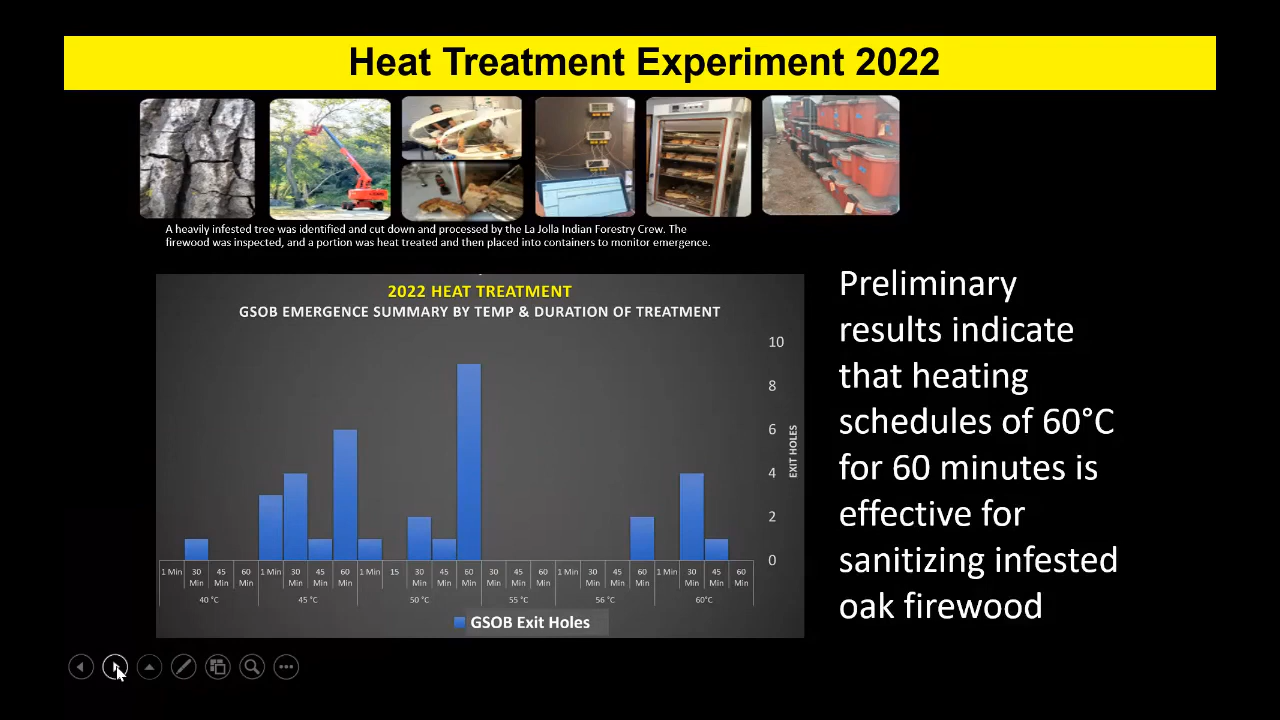 Heat Treatment Experiment 2022
A heavily infested tree was identified and cut down and processed by the La Jolla Indian Forestry Crew. The
firewood was inspected, and a portion was heat treated and then placed into containers to monitor emergence.
2022 HEAT TREATMENT
GSOB EMERGENCE SUMMARY BY TEMP & DURATION OF TREATMENT
10
8
6
4
2
0
EXIT HOLES
1 Min 30 Min 45 Min 60 Min 1 Min 30 Min 45 Min 60 Min 1 Min 15 30 Min 45 Min 60 Min 30 Min 45 Min 60 Min 1 Min 30 Min 45 Min 60 Min 1 Min 30 Min 45 Min 60 Min
40 °C 45 °C 50 °C 55 °C 56 °C 60°C
GSOB Exit Holes
Preliminary
results indicate
that heating
schedules of 60°C
for 60 minutes is
effective for
sanitizing infested
oak firewood